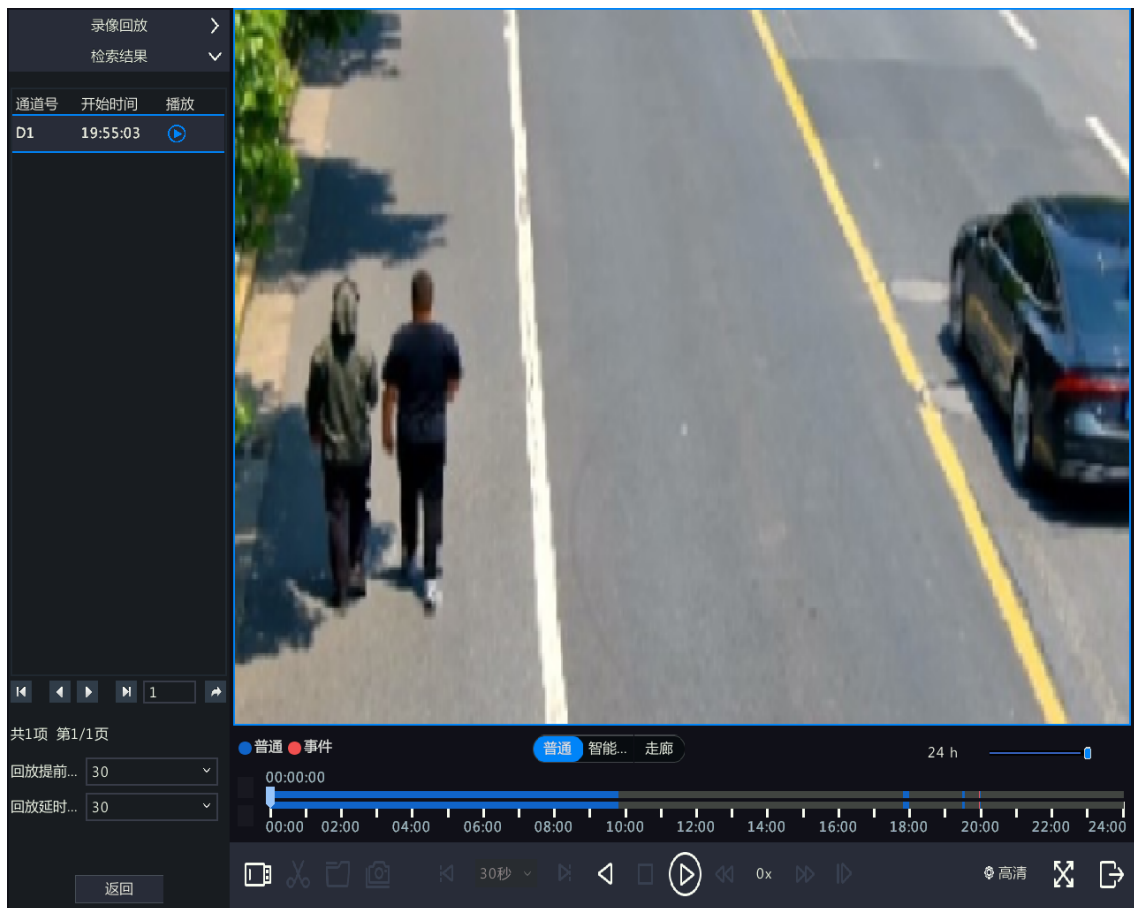 录像回放
检索结果
通道号 开始时间 播放
D1 19:55:03
1
共1项 第1/1页
回放提前... 30
回放延时... 30
返回
普通 事件 普通 智能... 走廊 24 h
00:00:00
00:00 02:00 04:00 06:00 08:00 10:00 12:00 14:00 16:00 18:00 20:00 22:00 24:00
30秒 0x 高清